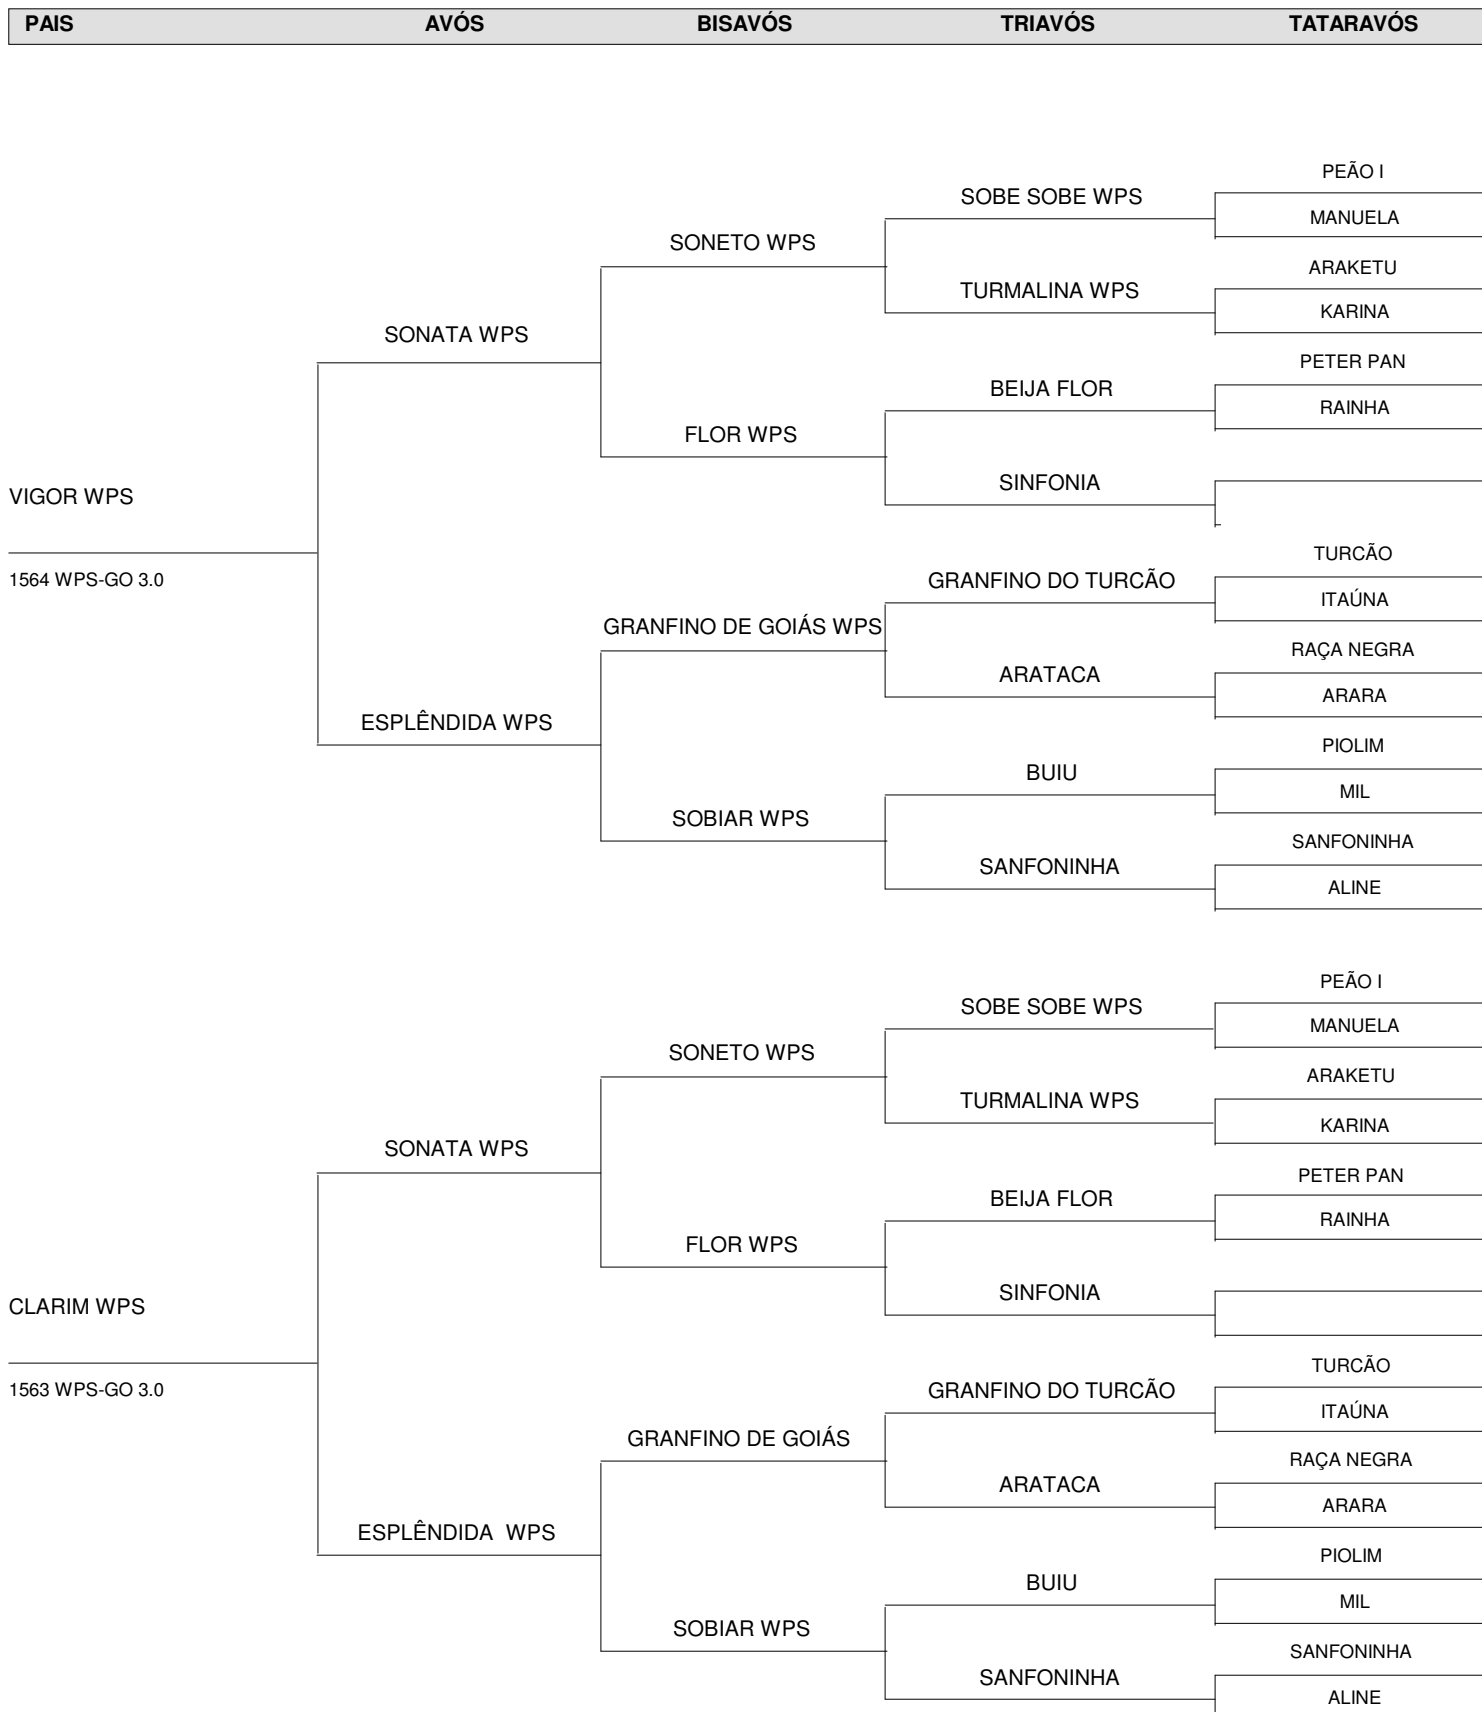 PAIS AVÓS BISAVÓS TRIAVÓS TATARAVÓS
PEÃO I
SOBE SOBE WPS
MANUELA
SONETO WPS
ARAKETU
TURMALINA WPS
KARINA
SONATA WPS
PETER PAN
BEIJA FLOR
RAINHA
FLOR WPS
SINFONIA
VIGOR WPS
TURCÃO
1564 WPS-GO 3.0
GRANFINO DO TURCÃO
ITAÚNA
GRANFINO DE GOIÁS WPS
RAÇA NEGRA
ARATACA
ARARA
ESPLÊNDIDA WPS
PIOLIM
BUIU
MIL
SOBIAR WPS
SANFONINHA
SANFONINHA
ALINE
PEÃO I
SOBE SOBE WPS
MANUELA
SONETO WPS
ARAKETU
TURMALINA WPS
KARINA
SONATA WPS
PETER PAN
BEIJA FLOR
RAINHA
FLOR WPS
SINFONIA
CLARIM WPS
TURCÃO
1563 WPS-GO 3.0
GRANFINO DO TURCÃO
ITAÚNA
GRANFINO DE GOIÁS
RAÇA NEGRA
ARATACA
ARARA
ESPLÊNDIDA WPS
PIOLIM
BUIU
MIL
SOBIAR WPS
SANFONINHA
SANFONINHA
ALINE